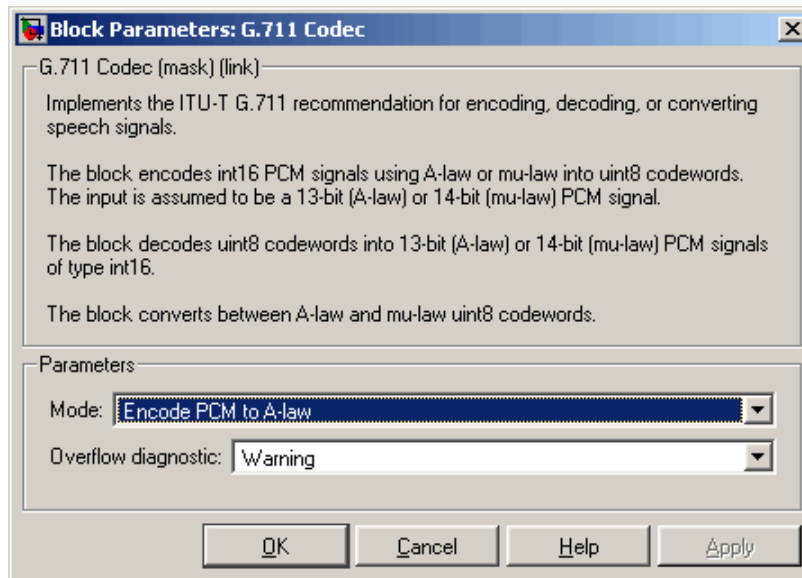 Block Parameters: G.711 Codec
G.711 Codec (mask) (link)
Implements the ITU-T G.711 recommendation for encoding, decoding, or converting
speech signals.
The block encodes int16 PCM signals using A-law or mu-law into uint8 codewords.
The input is assumed to be a 13-bit (A-law) or 14-bit (mu-law) PCM signal.
The block decodes uint8 codewords into 13-bit (A-law) or 14-bit (mu-law) PCM signals
of type int16.
The block converts between A-law and mu-law uint8 codewords.
Parameters
Mode: Encode PCM to A-law
Overflow diagnostic: Warning
OK Cancel Help Apply